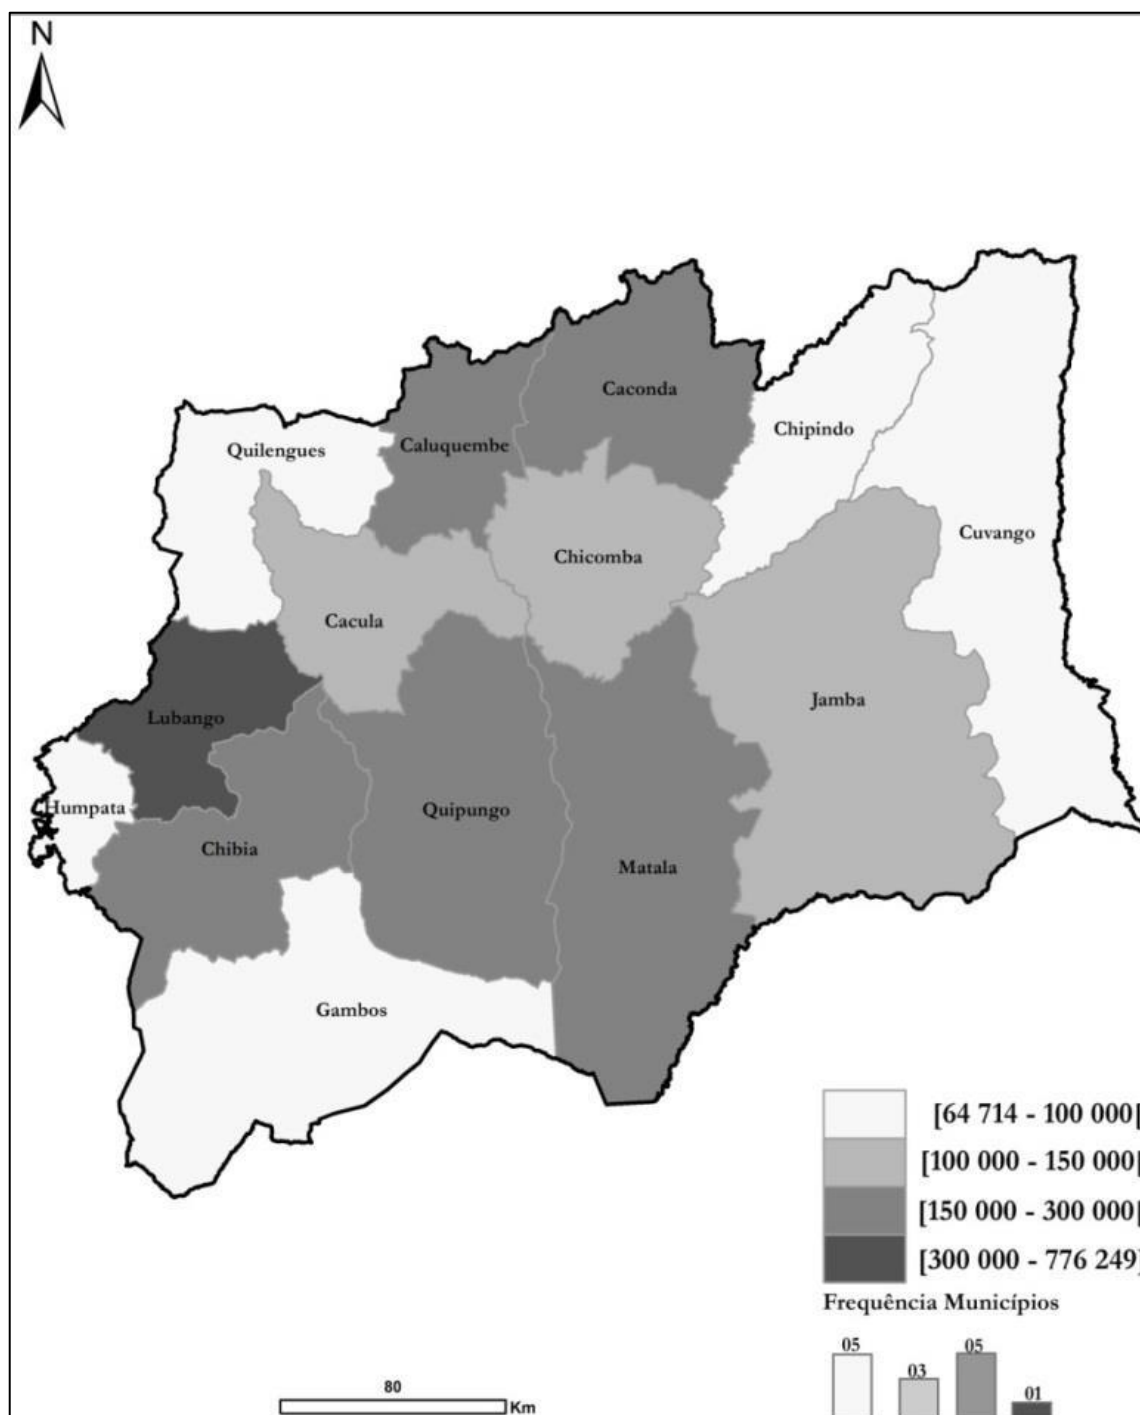 N
Caconda
Chipindo
Quilengues
Caluquembe
Cuvango
Chicomba
Cacula
Jamba
Lubango
Humpata
Quipungo
Chibia
Matala
Gambos
[64 714 - 100 000[
[100 000 - 150 000[
[150 000 - 300 000[
[300 000 - 776 249]
Frequência Municípios
05 03 05 01
80
Km